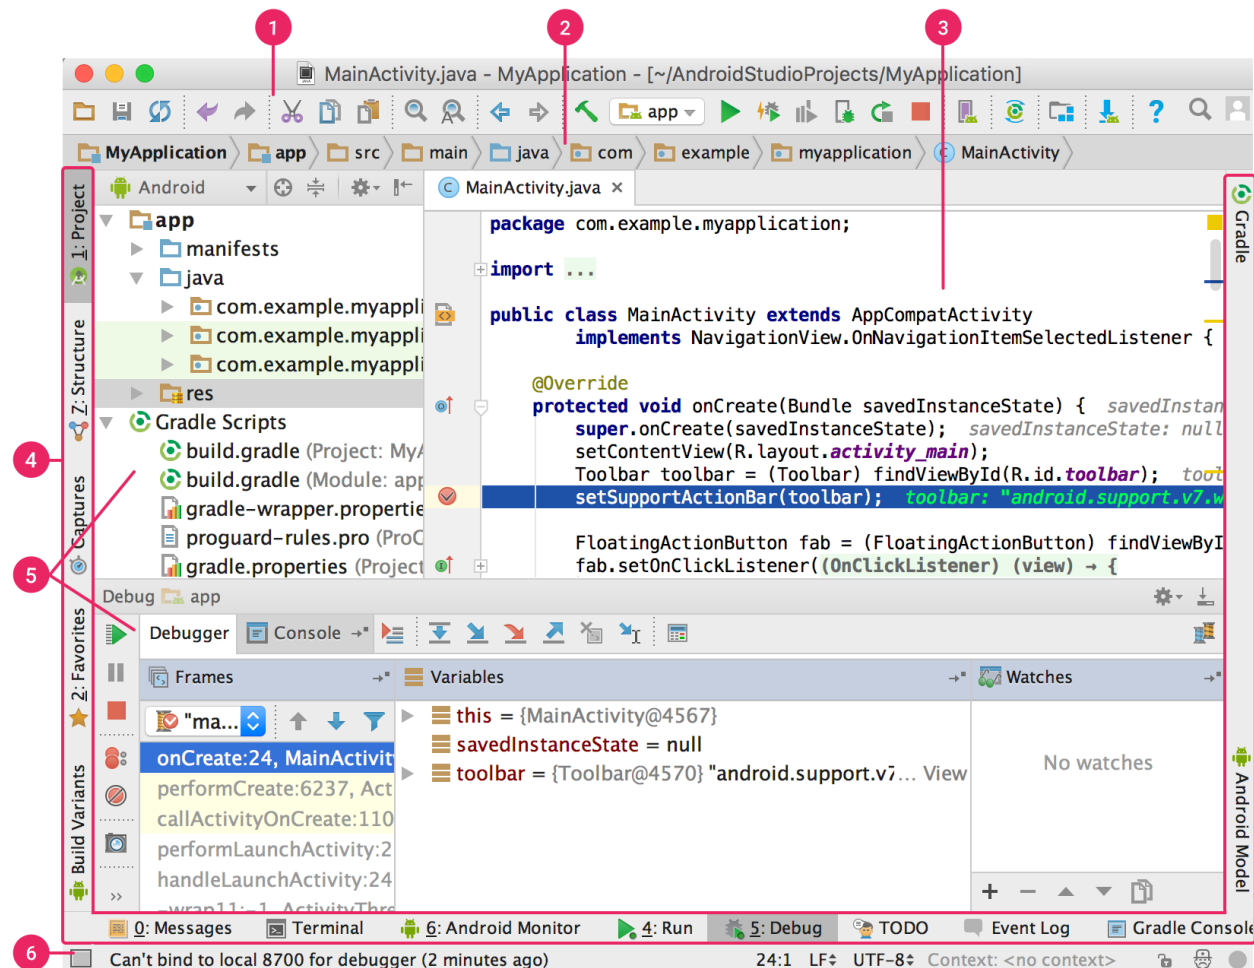 1 2 3
MainActivity.java - MyApplication - [~/AndroidStudioProjects/MyApplication]
app
MyApplication app src main java com example myapplication MainActivity
1: Project
Z: Structure
Captures
2: Favorites
Build Variants
4
5
6
Android
app
manifests
java
com.example.myappli
com.example.myappli
com.example.myappli
res
Gradle Scripts
build.gradle (Project: MyA
build.gradle (Module: app
gradle-wrapper.propertie
proguard-rules.pro (ProC
gradle.properties (Project
MainActivity.java
package com.example.myapplication;
import ...
public class MainActivity extends AppCompatActivity
implements NavigationView.OnNavigationItemSelectedListener {
@Override
protected void onCreate(Bundle savedInstanceState) { savedInstan
super.onCreate(savedInstanceState); savedInstanceState: null
setContentView(R.layout.activity_main);
Toolbar toolbar = (Toolbar) findViewById(R.id.toolbar); tool
setSupportActionBar(toolbar); toolbar: "android.support.v7.w
FloatingActionButton fab = (FloatingActionButton) findViewByI
fab.setOnClickListener((OnClickListener) (view) → {
Gradle
Android Model
Debug app
Debugger Console
Frames
Variables
Watches
"ma...
onCreate:24, MainActivit
performCreate:6237, Act
callActivityOnCreate:110
performLaunchActivity:2
handleLaunchActivity:24
-wrap11:-1, ActivityThre
this = {MainActivity@4567}
savedInstanceState = null
toolbar = {Toolbar@4570} "android.support.v7... View
No watches
0: Messages Terminal 6: Android Monitor 4: Run 5: Debug TODO Event Log Gradle Console
Can't bind to local 8700 for debugger (2 minutes ago) 24:1 LF UTF-8 Context: <no context>